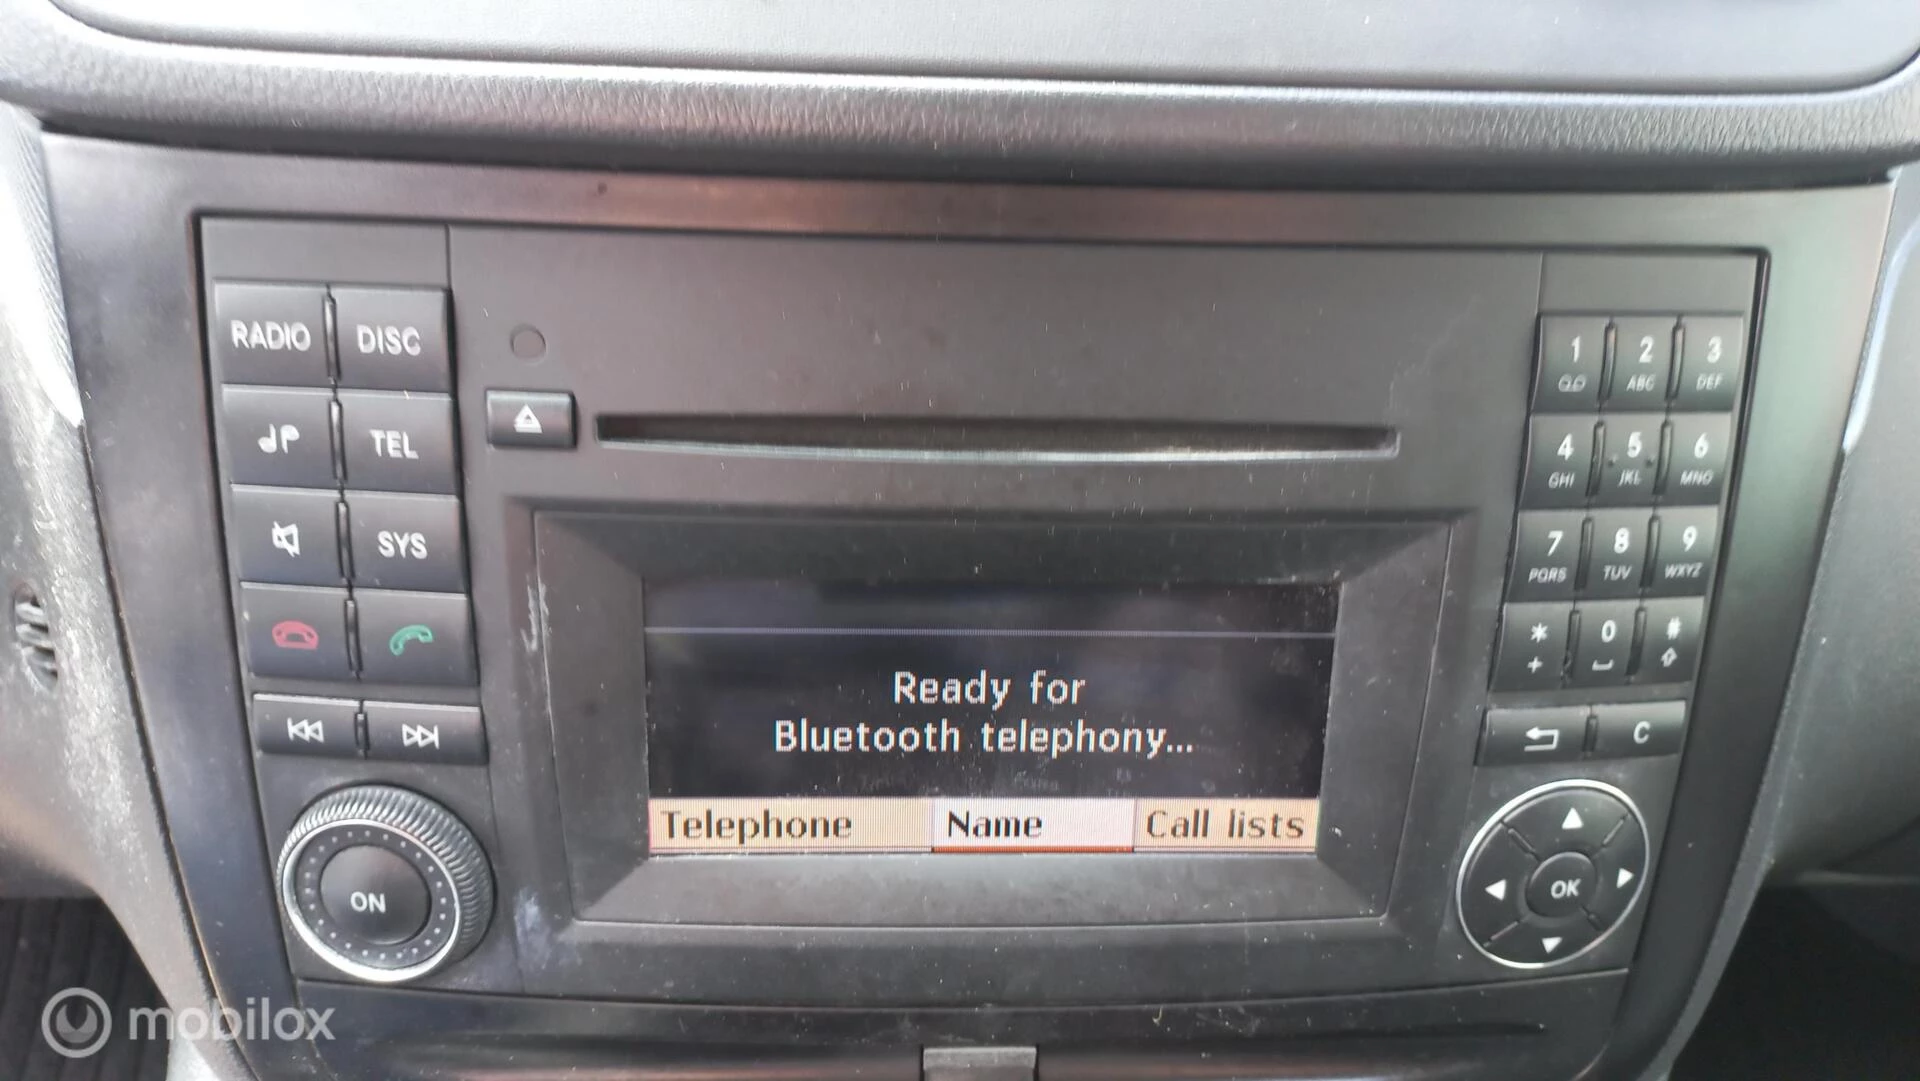 RADIO DISC
TEL
SYS
ON
Ready for
Bluetooth telephony...
Telephone Name Call lists
1 2 3
ABC DEF
4 5 6
GHI JKL MNO
7 8 9
PQRS TUV WXYZ
* 0 #
+
C
OK
mobilox